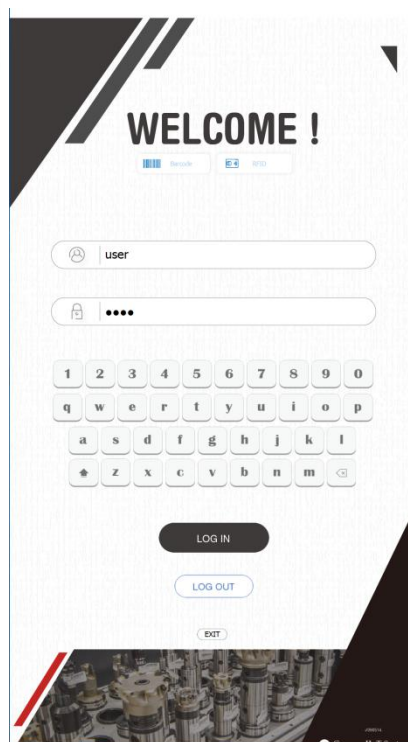 WELCOME !
Barcode RFID
user
1 2 3 4 5 6 7 8 9 0
q w e r t y u i o p
a s d f g h j k l
z x c v b n m
LOG IN
LOG OUT
EXIT